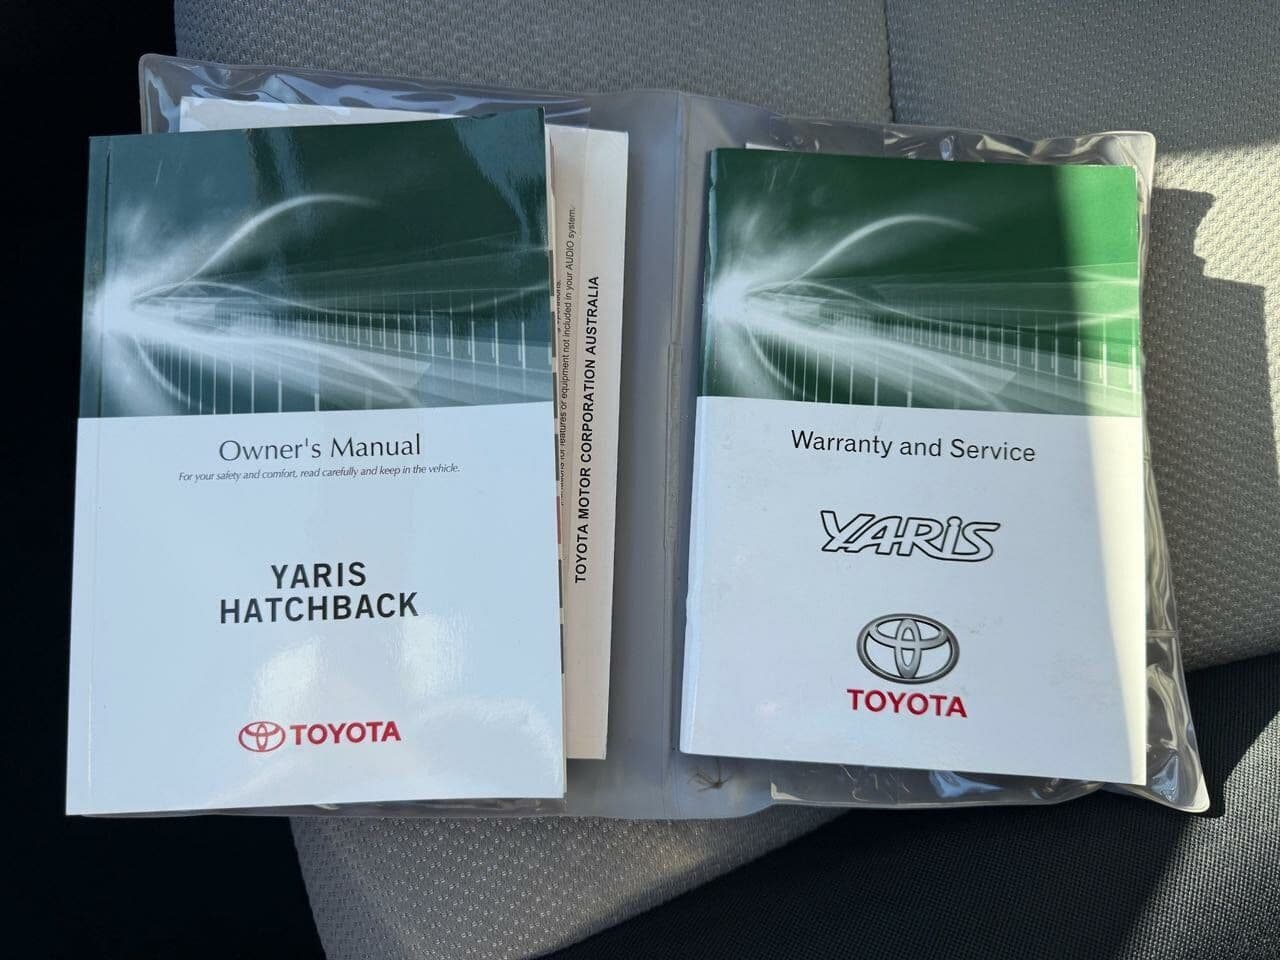 Owner's Manual
For your safety and comfort, read carefully and keep in the vehicle.
YARIS
HATCHBACK
TOYOTA
features or equipment not included in your AUDIO system.
TOYOTA MOTOR CORPORATION AUSTRALIA
Warranty and Service
YARIS
TOYOTA